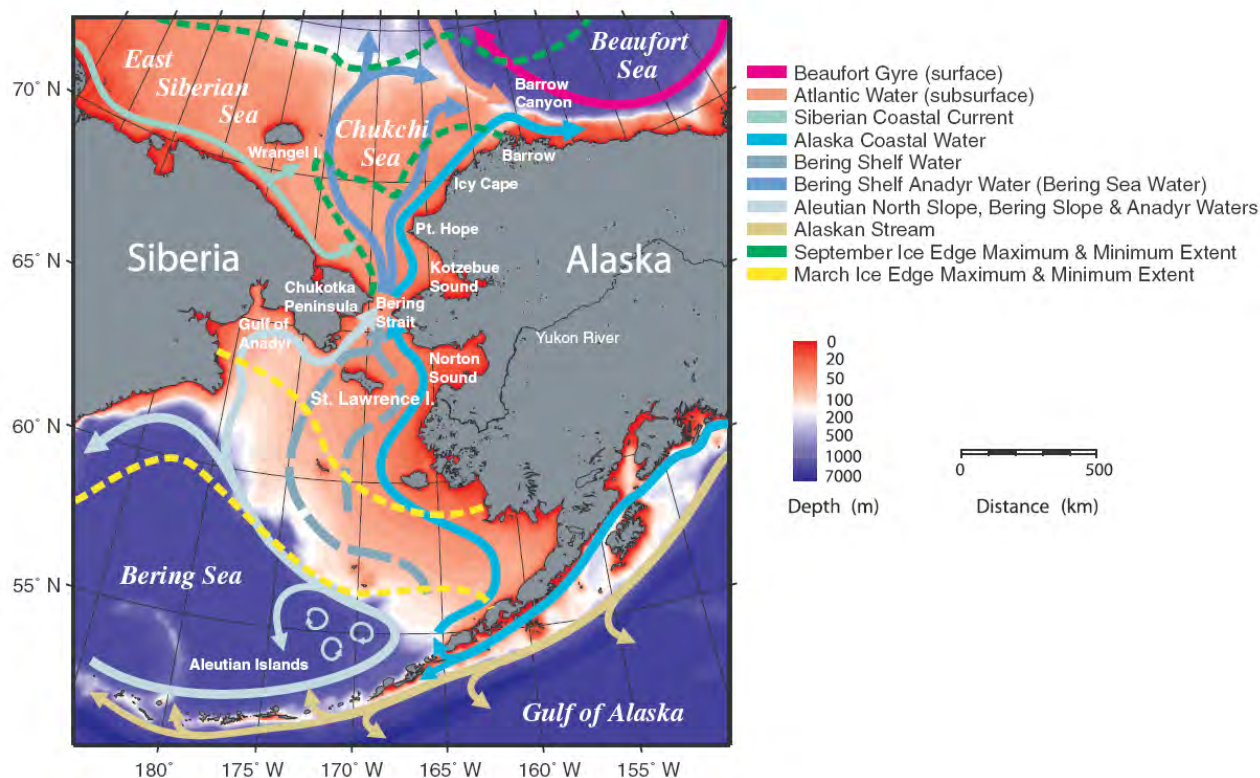 East
Siberian
Sea
Beaufort
Sea
Barrow
Canyon
Chukchi
Sea
Wrangel I.
Barrow
Icy Cape
Pt. Hope
Siberia
Alaska
Kotzebue
Sound
Chukotka
Peninsula
Bering
Strait
Gulf of
Anadyr
Yukon River
Norton
Sound
St. Lawrence I.
Bering Sea
Aleutian Islands
Gulf of Alaska
70° N
65° N
60° N
55° N
180°
175° W
170° W
165° W
160° W
155° W
Beaufort Gyre (surface)
Atlantic Water (subsurface)
Siberian Coastal Current
Alaska Coastal Water
Bering Shelf Water
Bering Shelf Anadyr Water (Bering Sea Water)
Aleutian North Slope, Bering Slope & Anadyr Waters
Alaskan Stream
September Ice Edge Maximum & Minimum Extent
March Ice Edge Maximum & Minimum Extent
0
20
50
100
200
500
1000
7000
Depth (m)
0 500
Distance (km)